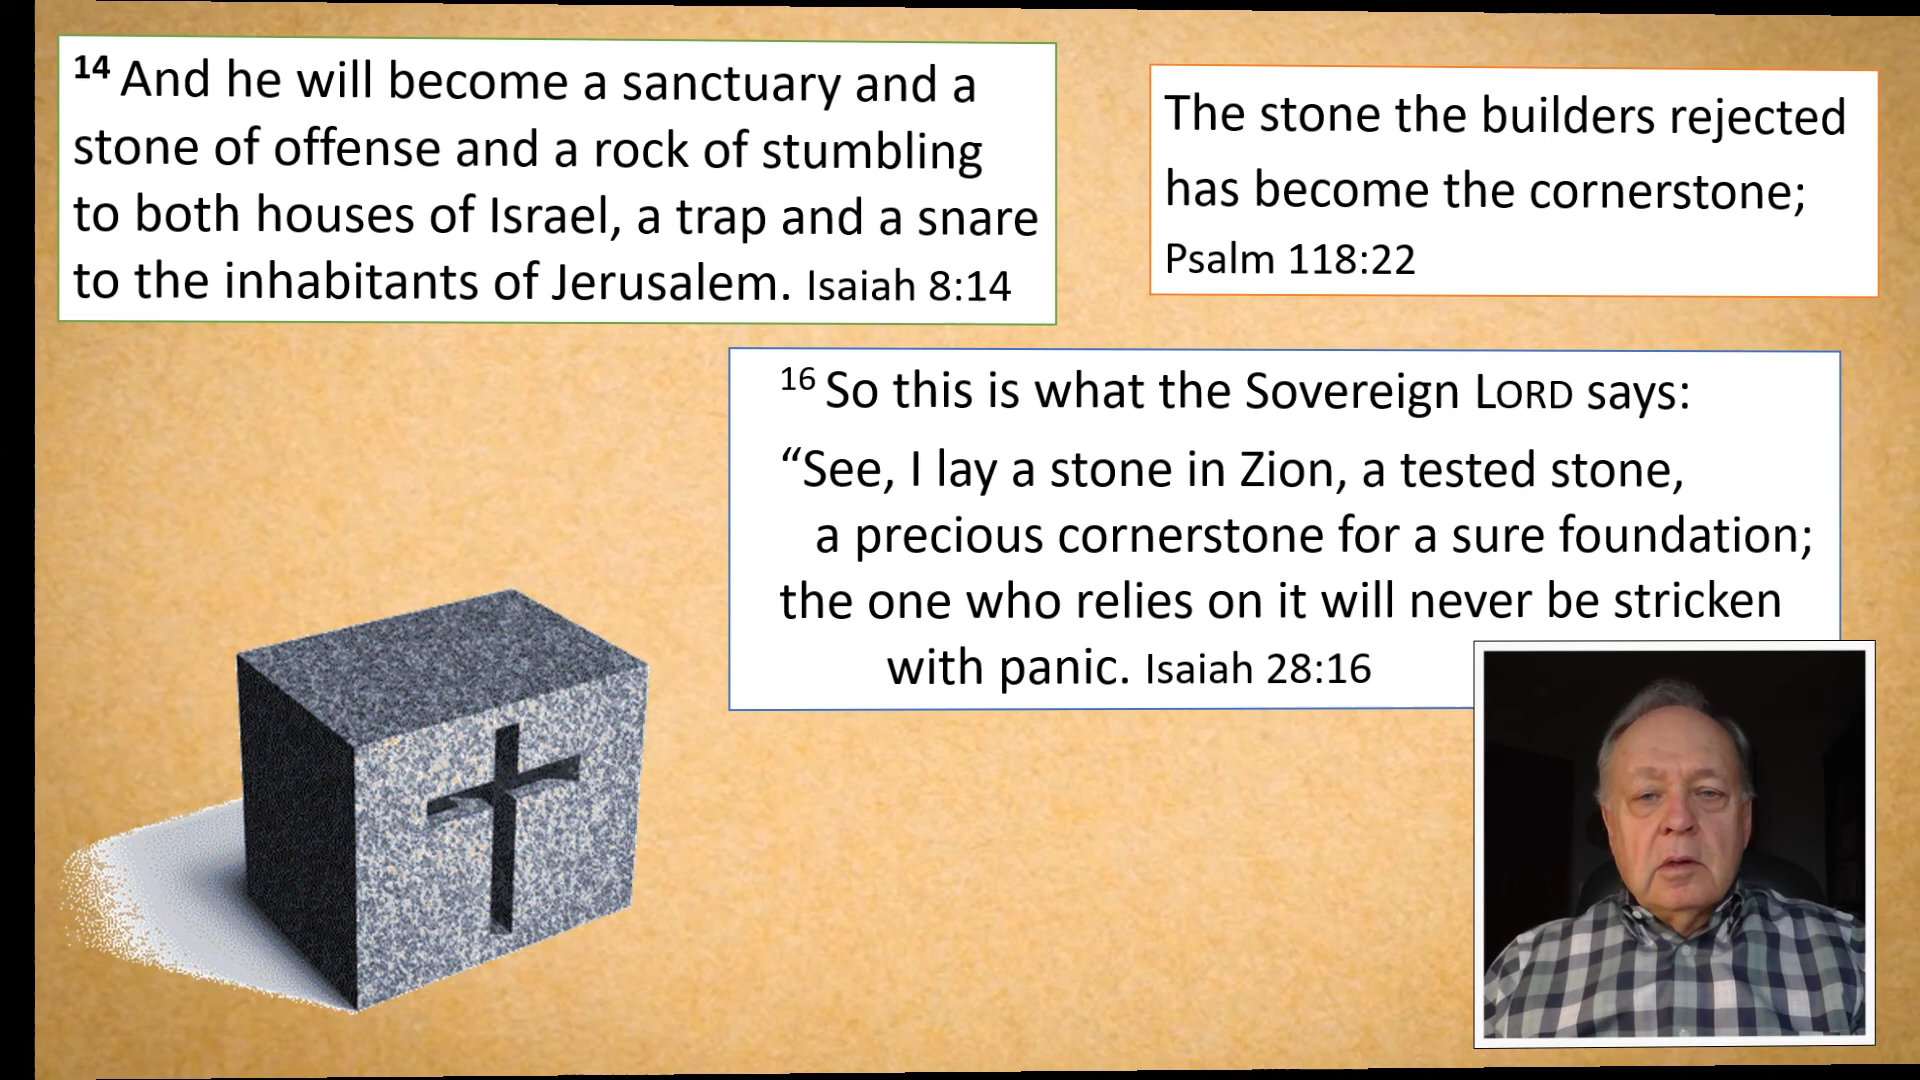 14 And he will become a sanctuary and a
stone of offense and a rock of stumbling
to both houses of Israel, a trap and a snare
to the inhabitants of Jerusalem. Isaiah 8:14
The stone the builders rejected
has become the cornerstone;
Psalm 118:22
16 So this is what the Sovereign LORD says:
“See, I lay a stone in Zion, a tested stone,
a precious cornerstone for a sure foundation;
the one who relies on it will never be stricken
with panic. Isaiah 28:16